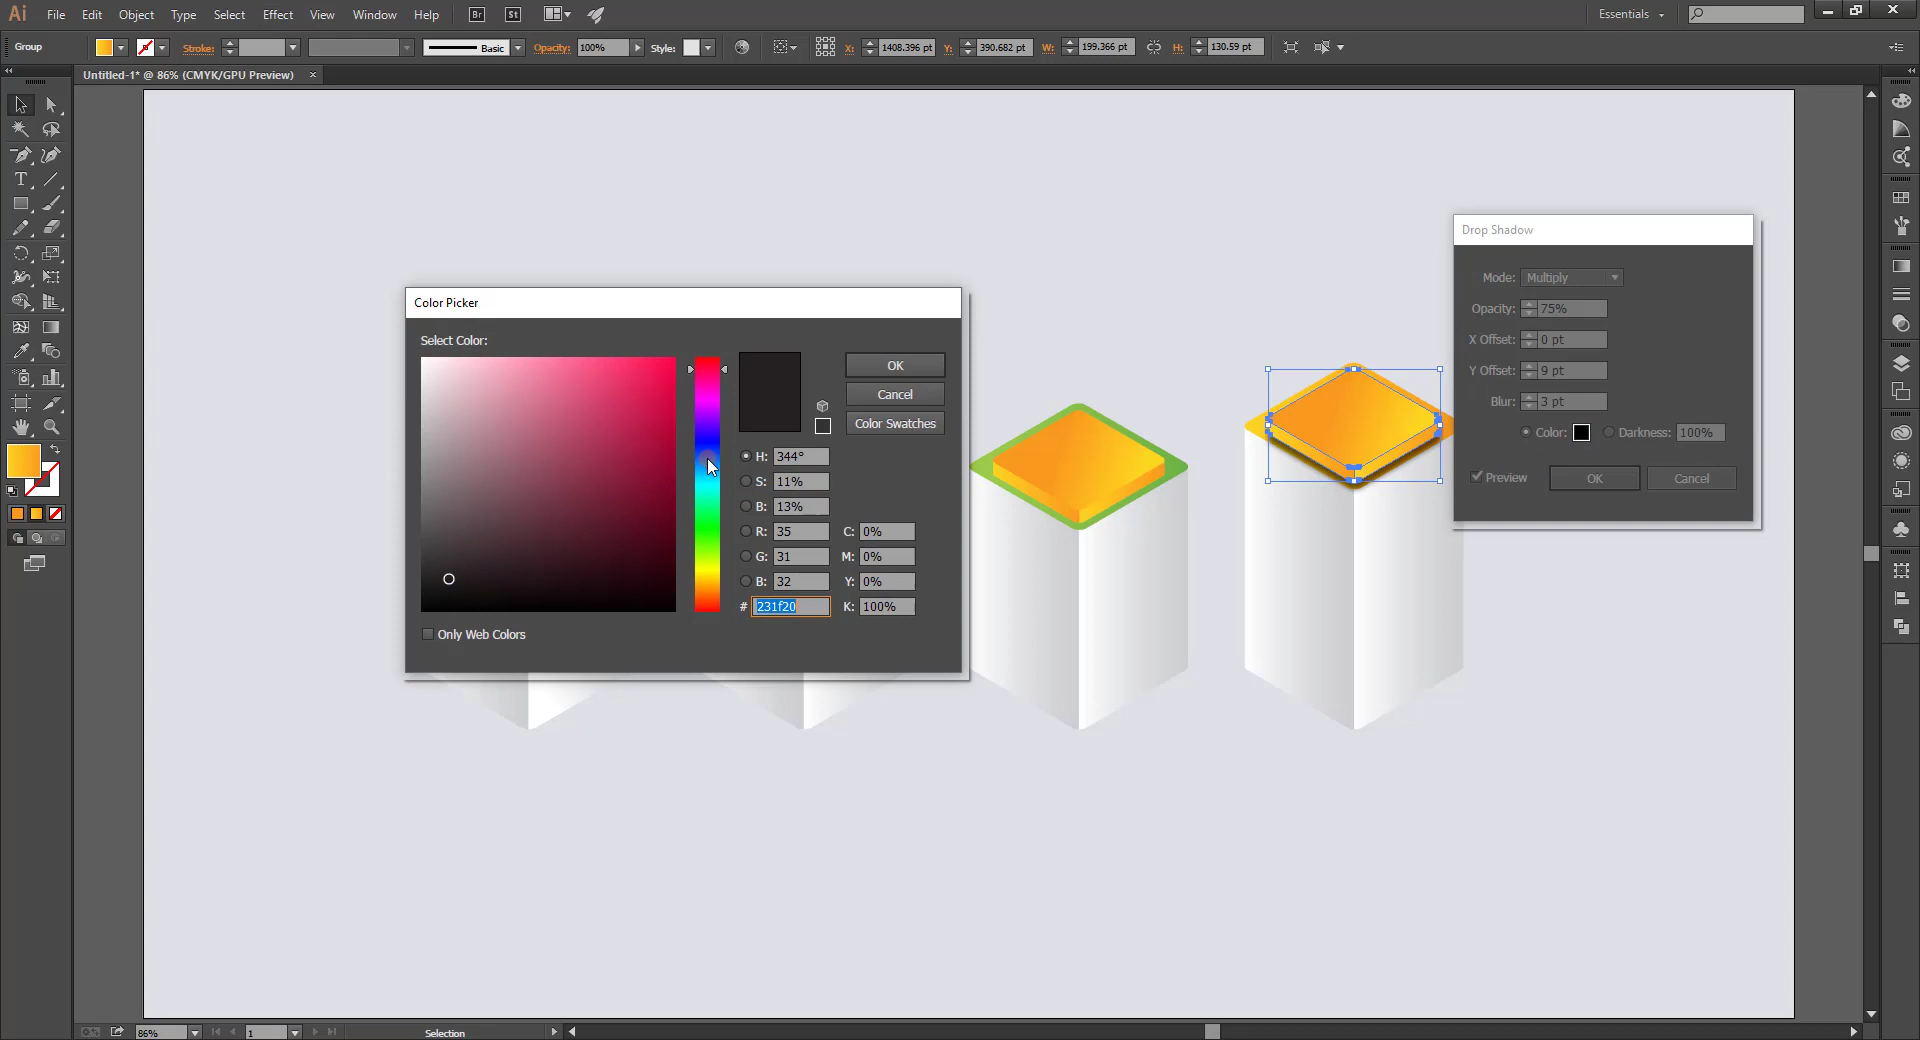 Ai File Edit Object Type Select Effect View Window Help Br St Essentials
Group Stroke: Basic Opacity: 100% Style: X: 1408.396 pt Y: 390.682 pt W: 199.366 pt H: 130.59 pt
Untitled-1* @ 86% (CMYK/GPU Preview) ×
Drop Shadow
Mode: Multiply
Opacity: 75%
X Offset: 0 pt
Y Offset: 9 pt
Blur: 3 pt
Color: Darkness: 100%
Preview OK Cancel
Color Picker
Select Color:
OK
Cancel
Color Swatches
H: 344°
S: 11%
B: 13%
R: 35 C: 0%
G: 31 M: 0%
B: 32 Y: 0%
# 231f20 K: 100%
Only Web Colors
T
86% 1 Selection